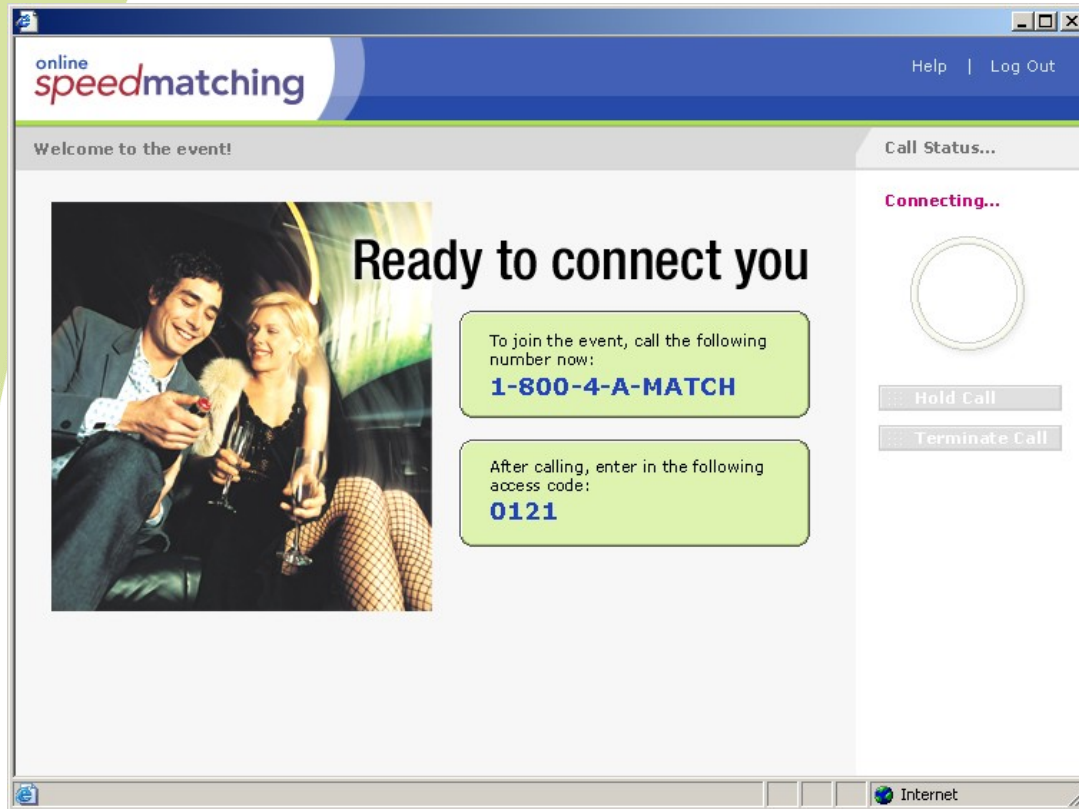 online
speedmatching
Help | Log Out
Welcome to the event!
Call Status...
Ready to connect you
To join the event, call the following
number now:
1-800-4-A-MATCH
After calling, enter in the following
access code:
0121
Connecting...
Hold Call
Terminate Call
Internet